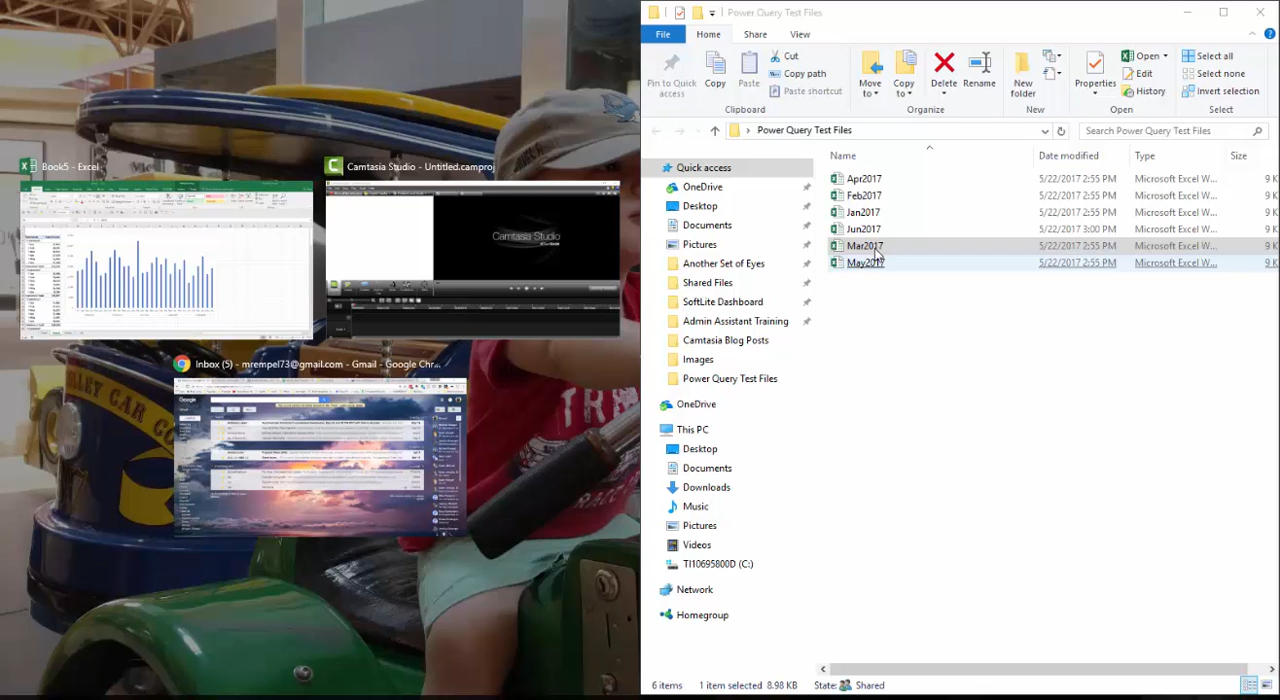 Power Query Test Files
File Home Share View
Pin to Quick access
Copy
Paste
Cut
Copy path
Paste shortcut
Clipboard
Move to
Copy to
Delete
Rename
Organize
New folder
New
Properties
Open
Edit
History
Open
Select all
Select none
Invert selection
Select
Power Query Test Files
Search Power Query Test Files
Name Date modified Type Size
Apr2017 5/22/2017 2:55 PM Microsoft Excel W... 9 K
Feb2017 5/22/2017 2:55 PM Microsoft Excel W... 9 K
Jan2017 5/22/2017 2:55 PM Microsoft Excel W... 9 K
Jun2017 5/22/2017 3:00 PM Microsoft Excel W... 9 K
Mar2017 5/22/2017 2:55 PM Microsoft Excel W... 9 K
May2017 5/22/2017 2:55 PM Microsoft Excel W... 9 K
Quick access
OneDrive
Desktop
Documents
Pictures
Another Set of Eyes
Shared Files
SoftLite Dashboard
Admin Assistant Training
Camtasia Blog Posts
Images
Power Query Test Files
OneDrive
This PC
Desktop
Documents
Downloads
Music
Pictures
Videos
TI10695800D (C:)
Network
Homegroup
6 items 1 item selected 8.98 KB State: Shared
Book5 - Excel
Camtasia Studio - Untitled.camproj
Camtasia Studio
Inbox (5) - mrempel73@gmail.com - Gmail - Google Chr...
Google